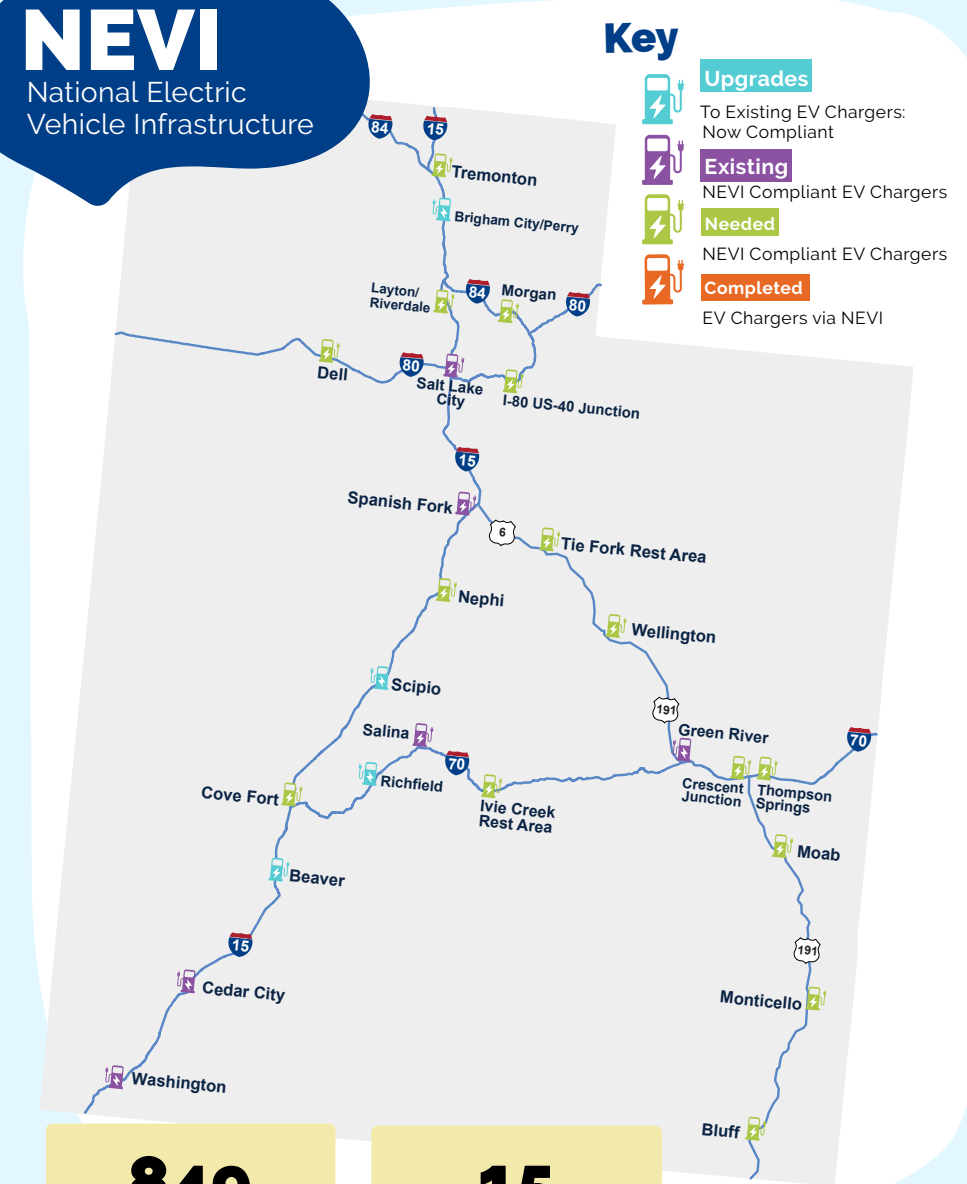 NEVI
National Electric
Vehicle Infrastructure
Key
Upgrades
To Existing EV Chargers:
Now Compliant
Existing
NEVI Compliant EV Chargers
Needed
NEVI Compliant EV Chargers
Completed
EV Chargers via NEVI
84
15
Tremonton
Brigham City/Perry
Layton/
Riverdale
84
Morgan
80
Dell
80
Salt Lake
City
I-80 US-40 Junction
15
Spanish Fork
6
Tie Fork Rest Area
Nephi
Wellington
Scipio
191
Salina
Green River
70
70
Richfield
Crescent
Junction
Thompson
Springs
Cove Fort
Ivie Creek
Rest Area
Moab
Beaver
15
191
Cedar City
Monticello
Washington
Bluff
849
15